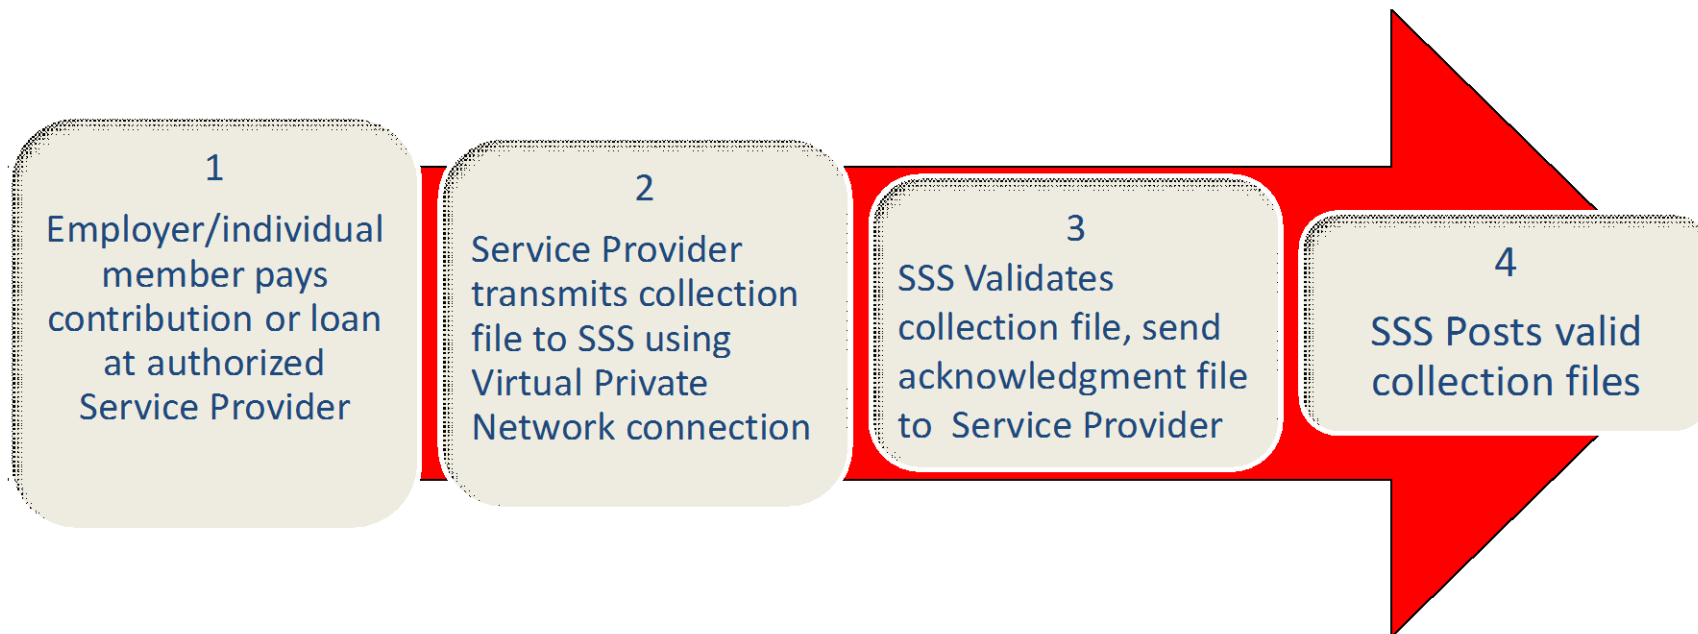 1
Employer/individual
member pays
contribution or loan
at authorized
Service Provider
2
Service Provider
transmits collection
file to SSS using
Virtual Private
Network connection
3
SSS Validates
collection file, send
acknowledgment file
to Service Provider
4
SSS Posts valid
collection files